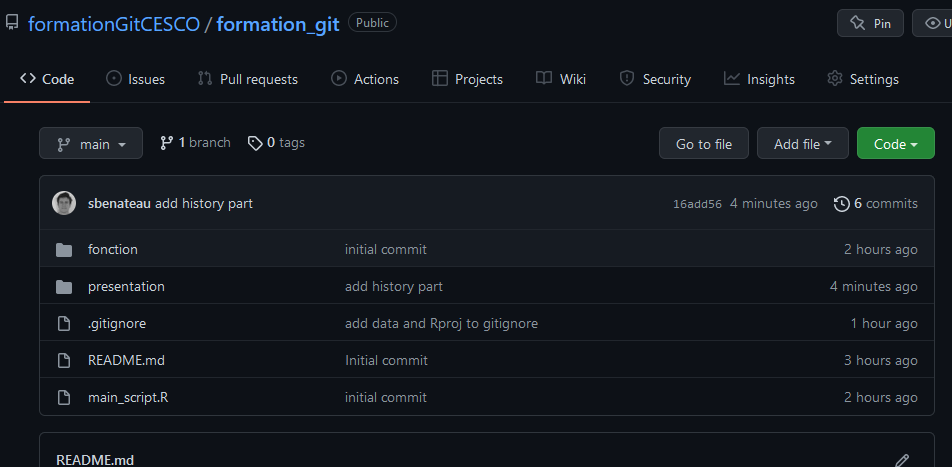 formationGitCESCO / formation_git Public Pin U
Code Issues Pull requests Actions Projects Wiki Security Insights Settings
main 1 branch 0 tags Go to file Add file Code
sbenateau add history part 16add56 4 minutes ago 6 commits
fonction initial commit 2 hours ago
presentation add history part 4 minutes ago
.gitignore add data and Rproj to gitignore 1 hour ago
README.md Initial commit 3 hours ago
main_script.R initial commit 2 hours ago
README.md